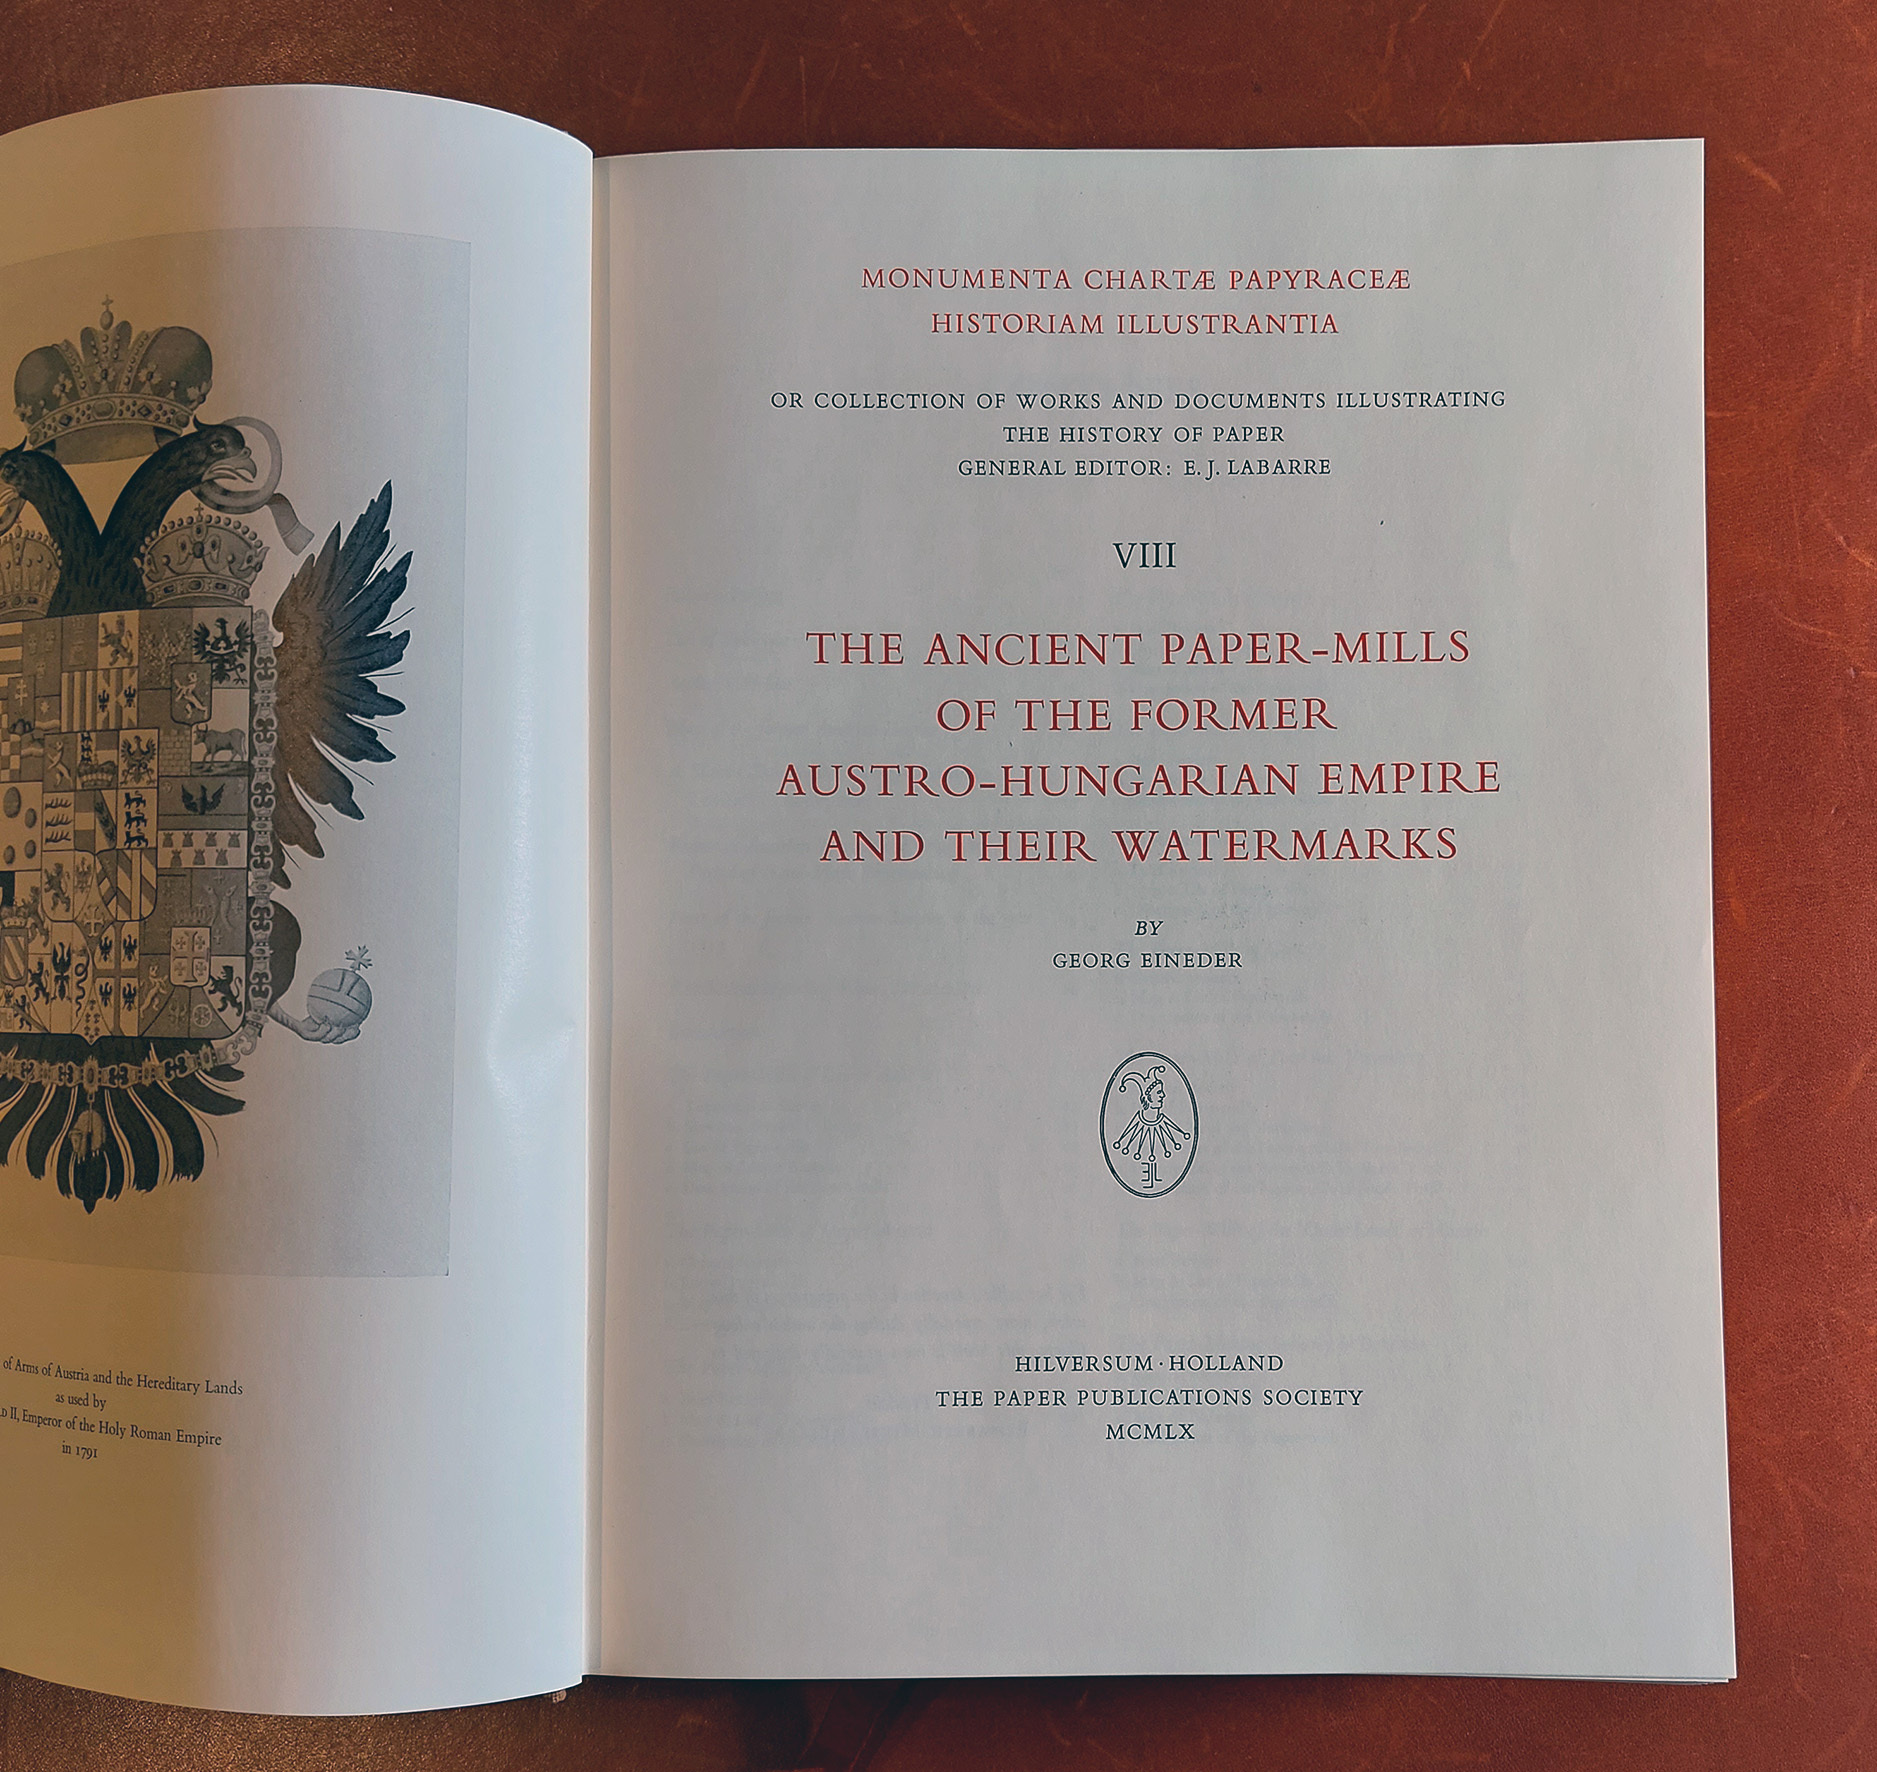 of Arms of Austria and the Hereditary Lands
as used by
D II, Emperor of the Holy Roman Empire
in 1791
MONUMENTA CHARTÆ PAPYRACEÆ
HISTORIAM ILLUSTRANTIA
OR COLLECTION OF WORKS AND DOCUMENTS ILLUSTRATING
THE HISTORY OF PAPER
GENERAL EDITOR: E. J. LABARRE
VIII
THE ANCIENT PAPER-MILLS
OF THE FORMER
AUSTRO-HUNGARIAN EMPIRE
AND THEIR WATERMARKS
BY
GEORG EINEDER
EJL
HILVERSUM · HOLLAND
THE PAPER PUBLICATIONS SOCIETY
MCMLX